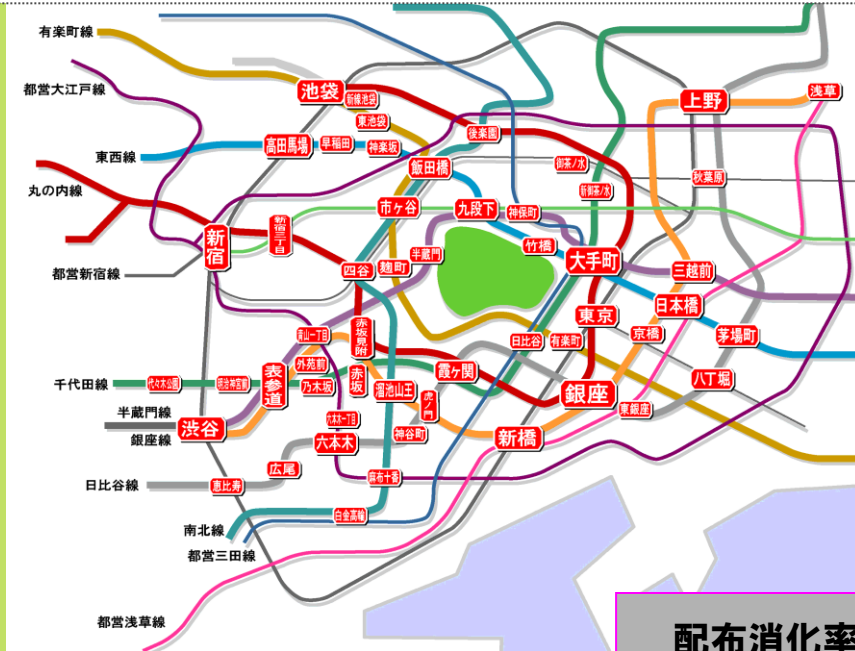 有楽町線
都営大江戸線
東西線
丸の内線
都営新宿線
千代田線
半蔵門線
銀座線
日比谷線
南北線
都営三田線
都営浅草線
池袋
新線池袋
東池袋
上野
浅草
後楽園
高田馬場
早稲田
神楽坂
飯田橋
御茶ノ水
新御茶ノ水
秋葉原
市ヶ谷
九段下
神保町
新宿
新宿三丁目
半蔵門
竹橋
四谷
麹町
大手町
三越前
日本橋
東京
京橋
茅場町
青山一丁目
赤坂見附
日比谷
有楽町
外苑前
表参道
乃木坂
赤坂
溜池山王
霞ヶ関
虎ノ門
銀座
東銀座
八丁堀
代々木公園
明治神宮前
渋谷
六本木一丁目
六本木
神谷町
新橋
広尾
恵比寿
麻布十番
白金高輪
配布消化率